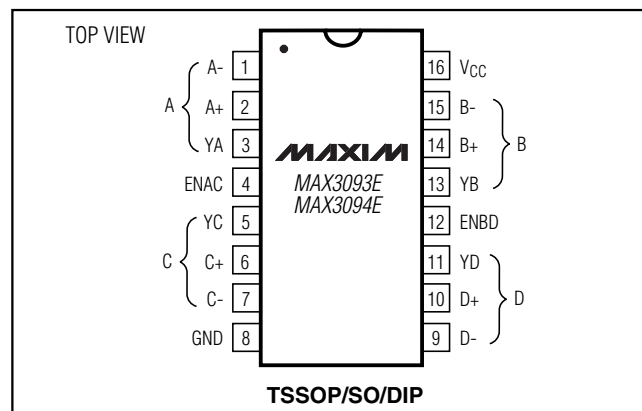 TOP VIEW
A
A- 1
A+ 2
YA 3
ENAC 4
C
YC 5
C+ 6
C- 7
GND 8
MAXIM
MAX3093E
MAX3094E
16 VCC
15 B-
14 B+
13 YB
B
12 ENBD
11 YD
10 D+
9 D-
D
TSSOP/SO/DIP